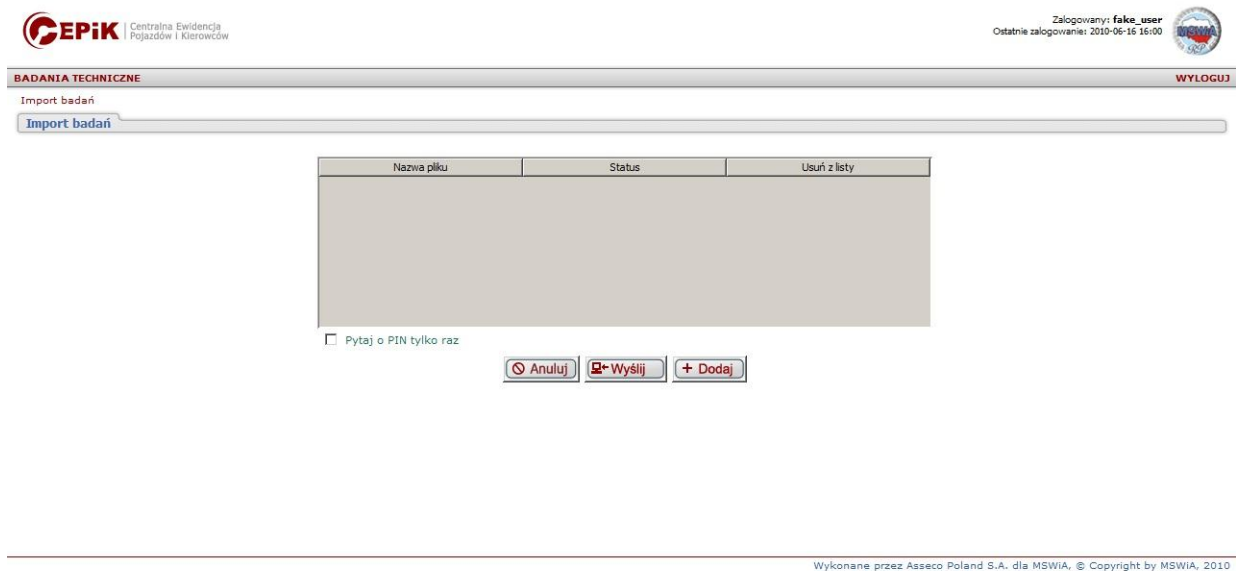 CEPiK Centralna Ewidencja
Pojazdów i Kierowców
Zalogowany: fake_user
Ostatnie zalogowanie: 2010-06-16 16:00
MSWiA
RP
BADANIA TECHNICZNE WYLOGUJ
Import badań
Import badań
Nazwa pliku Status Usuń z listy
Pytaj o PIN tylko raz
Anuluj Wyślij + Dodaj
Wykonane przez Asseco Poland S.A. dla MSWiA, © Copyright by MSWiA, 2010